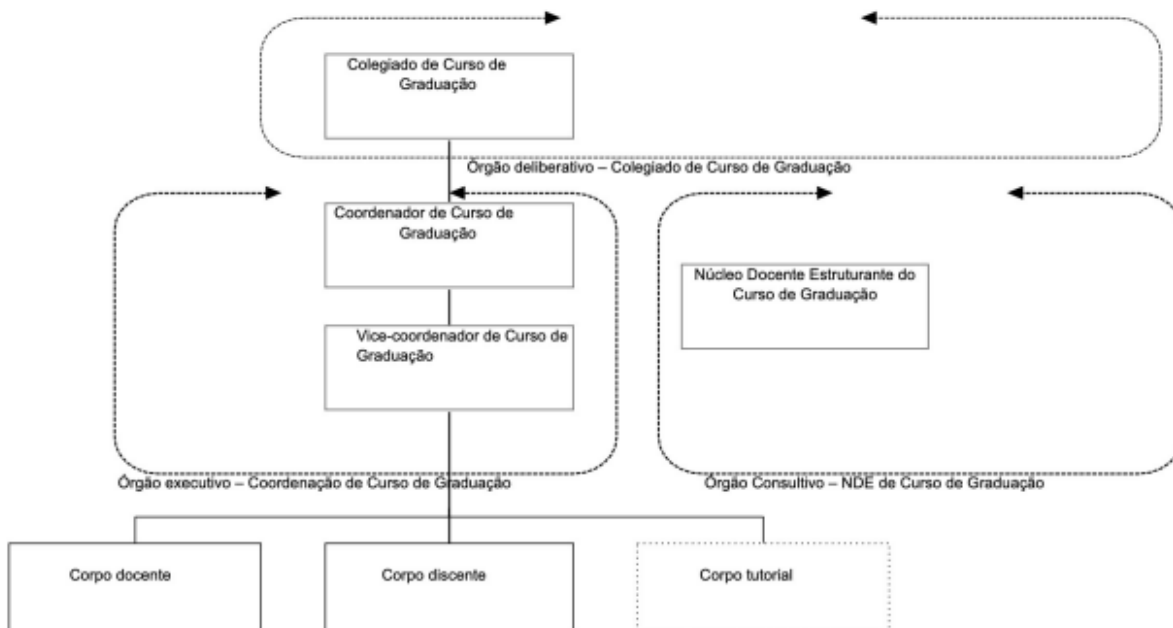 Colegiado de Curso de
Graduação
Órgão deliberativo – Colegiado de Curso de Graduação
Coordenador de Curso de
Graduação
Núcleo Docente Estruturante do
Curso de Graduação
Vice-coordenador de Curso de
Graduação
Órgão executivo – Coordenação de Curso de Graduação
Órgão Consultivo – NDE de Curso de Graduação
Corpo docente
Corpo discente
Corpo tutorial